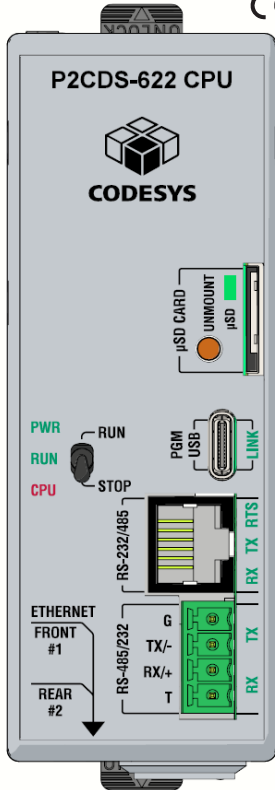 UNLOCK
P2CDS-622 CPU
CODESYS
µSD CARD
UNMOUNT
µSD
PWR
RUN
CPU
RUN
STOP
PGM
USB
LINK
RS-232/485
RX TX RTS
ETHERNET
FRONT
#1
REAR
#2
RS-485/232
G
TX/-
RX/+
T
TX
RX